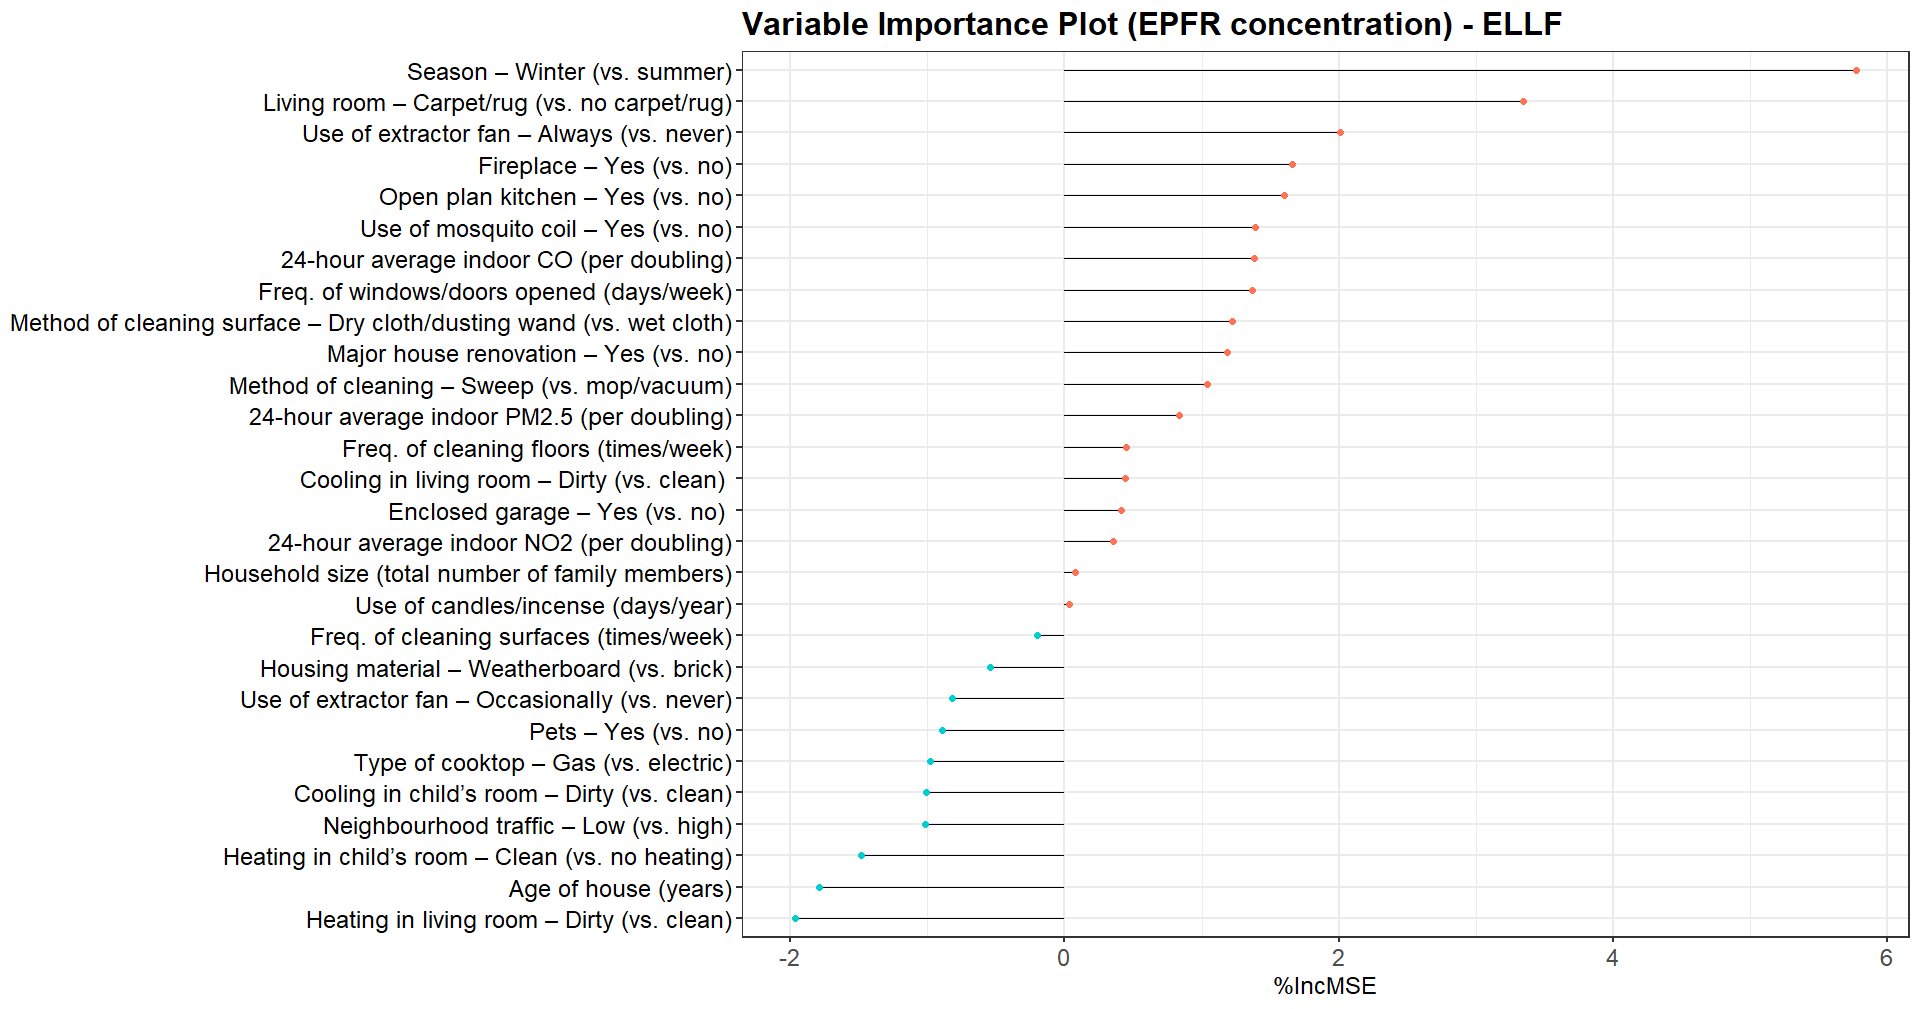 Variable Importance Plot (EPFR concentration) - ELLF
Season – Winter (vs. summer)
Living room – Carpet/rug (vs. no carpet/rug)
Use of extractor fan – Always (vs. never)
Fireplace – Yes (vs. no)
Open plan kitchen – Yes (vs. no)
Use of mosquito coil – Yes (vs. no)
24-hour average indoor CO (per doubling)
Freq. of windows/doors opened (days/week)
Method of cleaning surface – Dry cloth/dusting wand (vs. wet cloth)
Major house renovation – Yes (vs. no)
Method of cleaning – Sweep (vs. mop/vacuum)
24-hour average indoor PM2.5 (per doubling)
Freq. of cleaning floors (times/week)
Cooling in living room – Dirty (vs. clean)
Enclosed garage – Yes (vs. no)
24-hour average indoor NO2 (per doubling)
Household size (total number of family members)
Use of candles/incense (days/year)
Freq. of cleaning surfaces (times/week)
Housing material – Weatherboard (vs. brick)
Use of extractor fan – Occasionally (vs. never)
Pets – Yes (vs. no)
Type of cooktop – Gas (vs. electric)
Cooling in child’s room – Dirty (vs. clean)
Neighbourhood traffic – Low (vs. high)
Heating in child’s room – Clean (vs. no heating)
Age of house (years)
Heating in living room – Dirty (vs. clean)
-2 0 2 4 6
%IncMSE